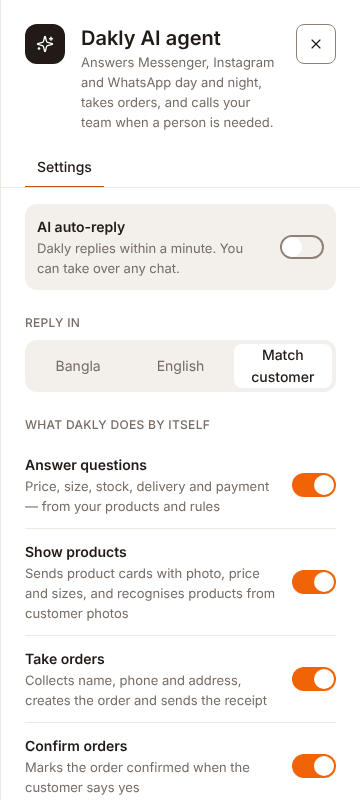 Dakly AI agent
Answers Messenger, Instagram
and WhatsApp day and night,
takes orders, and calls your
team when a person is needed.
Settings
AI auto-reply
Dakly replies within a minute. You
can take over any chat.
REPLY IN
Bangla
English
Match
customer
WHAT DAKLY DOES BY ITSELF
Answer questions
Price, size, stock, delivery and payment
— from your products and rules
Show products
Sends product cards with photo, price
and sizes, and recognises products from
customer photos
Take orders
Collects name, phone and address,
creates the order and sends the receipt
Confirm orders
Marks the order confirmed when the
customer says yes